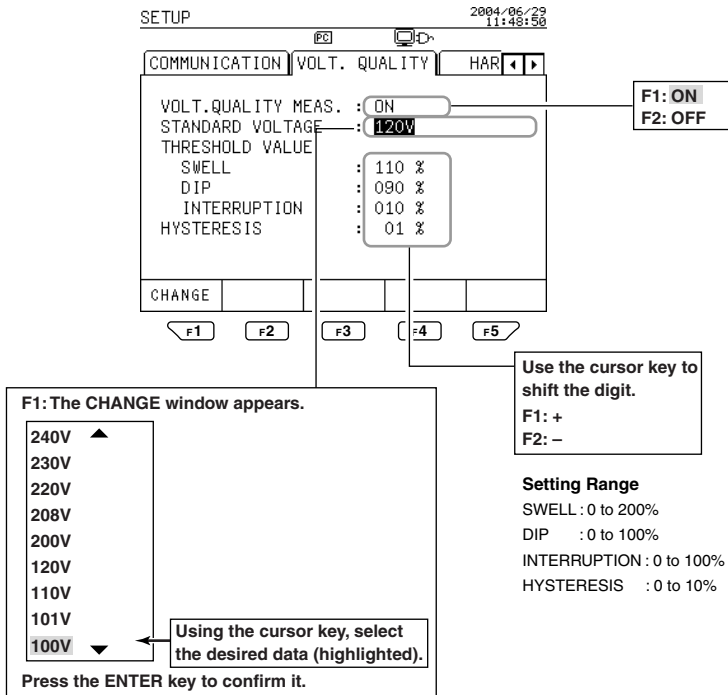 SETUP
2004/06/29
11:48:50
PC
COMMUNICATION VOLT. QUALITY HAR
VOLT.QUALITY MEAS. : ON
STANDARD VOLTAGE : 120V
THRESHOLD VALUE
SWELL : 110 %
DIP : 090 %
INTERRUPTION : 010 %
HYSTERESIS : 01 %
CHANGE
F1 F2 F3 F4 F5
F1: ON
F2: OFF
Use the cursor key to
shift the digit.
F1: +
F2: –
Setting Range
SWELL : 0 to 200%
DIP : 0 to 100%
INTERRUPTION : 0 to 100%
HYSTERESIS : 0 to 10%
F1: The CHANGE window appears.
240V
230V
220V
208V
200V
120V
110V
101V
100V
Using the cursor key, select
the desired data (highlighted).
Press the ENTER key to confirm it.